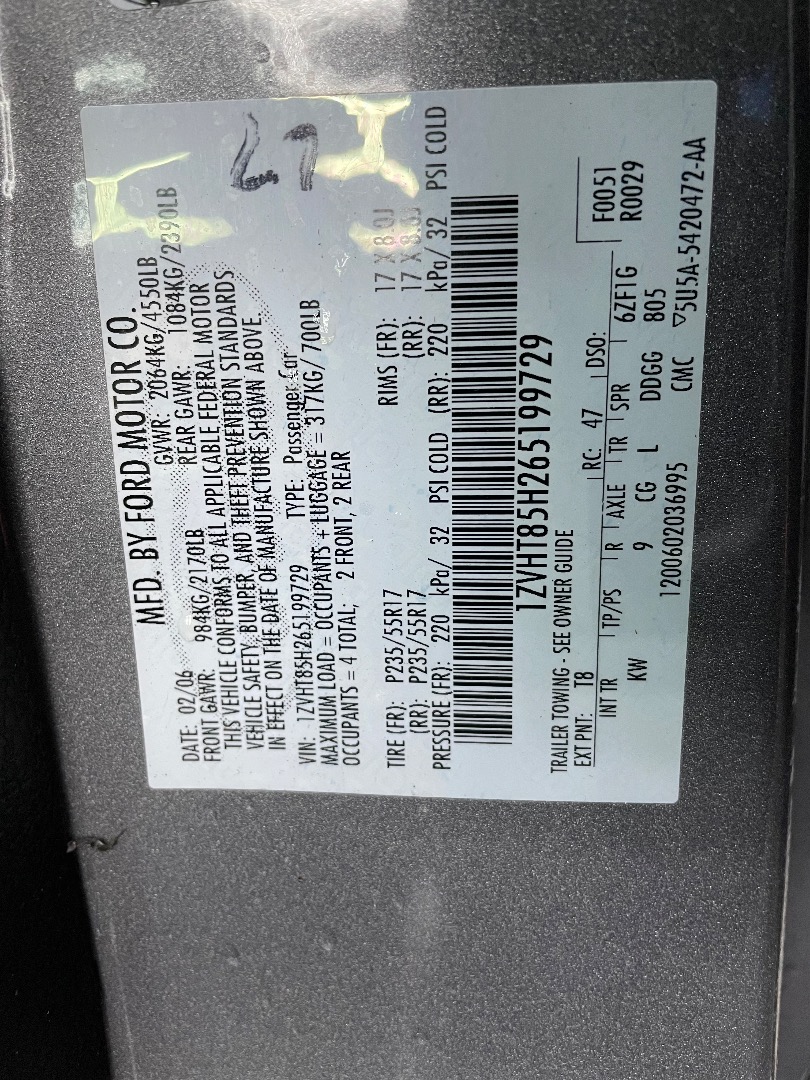 MFD. BY FORD MOTOR CO.
DATE: 02/06 GVWR: 2064KG/4550LB
FRONT GAWR: 984KG/2170LB REAR GAWR: 1084KG/2390LB
THIS VEHICLE CONFORMS TO ALL APPLICABLE FEDERAL MOTOR
VEHICLE SAFETY, BUMPER, AND THEFT PREVENTION STANDARDS
IN EFFECT ON THE DATE OF MANUFACTURE SHOWN ABOVE.
VIN: 1ZVHT85H265199729 TYPE: Passenger Car
MAXIMUM LOAD = OCCUPANTS + LUGGAGE = 317KG/ 700LB
OCCUPANTS = 4 TOTAL; 2 FRONT, 2 REAR
TIRE (FR): P235/55R17 RIMS (FR): 17 X 8.0J
(RR): P235/55R17 (RR): 17 X 8.0J
PRESSURE (FR): 220 kPa/ 32 PSI COLD (RR): 220 kPa/ 32 PSI COLD
1ZVHT85H265199729
TRAILER TOWING - SEE OWNER GUIDE
EXT PNT: T8 RC: 47 DSO: F0051
R0029
INT TR TP/PS R AXLE TR SPR 6ZF1G
KW 9 CG L DDGG 805
1200602036995 CMC ▽5U5A-5420472-AA